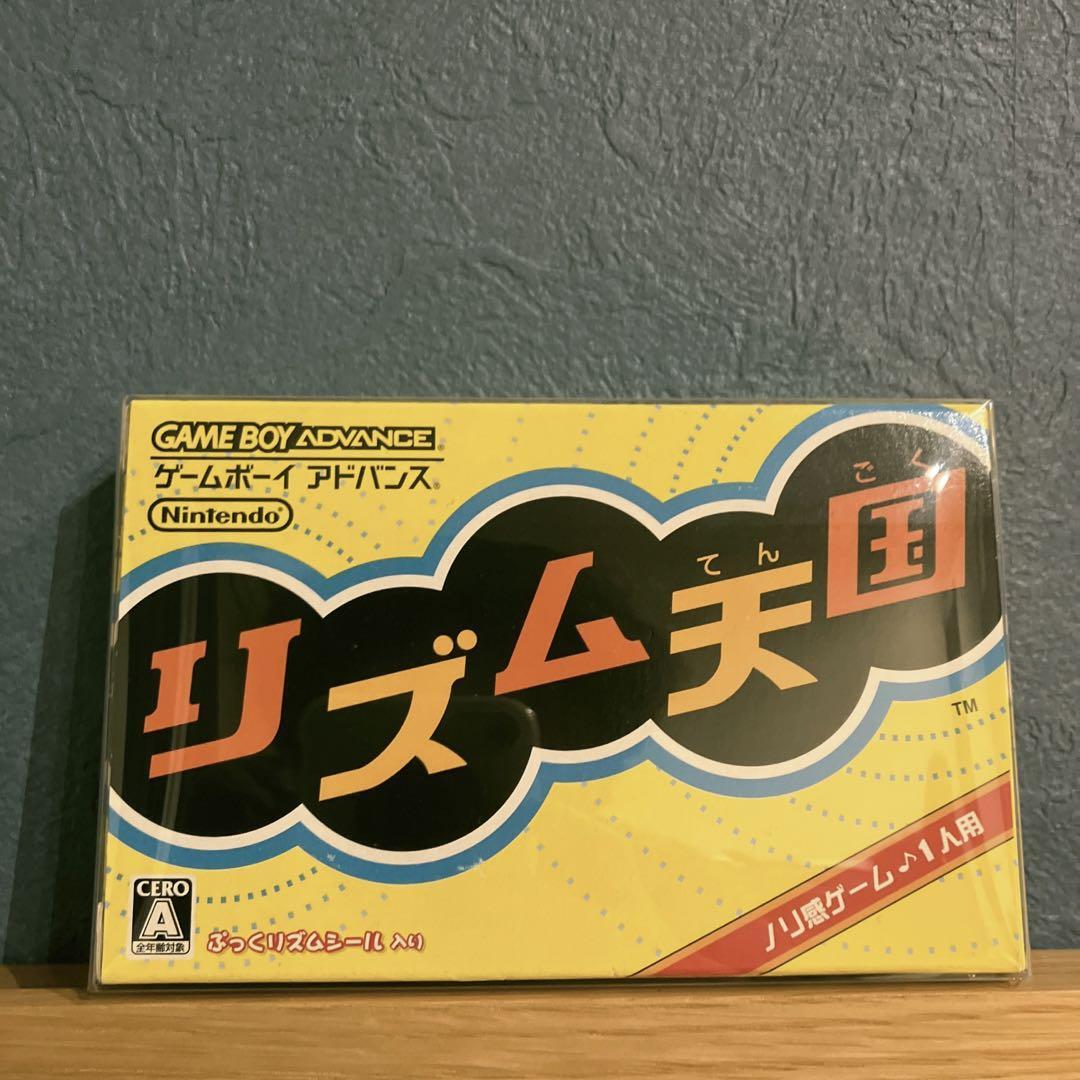 GAME BOY ADVANCE®
ゲームボーイ アドバンス®
Nintendo®
てん
ごく
リズム天国
TM
ノリ感ゲーム♪1人用
CERO
A
全年齢対象
ぷっくリズムシール入り